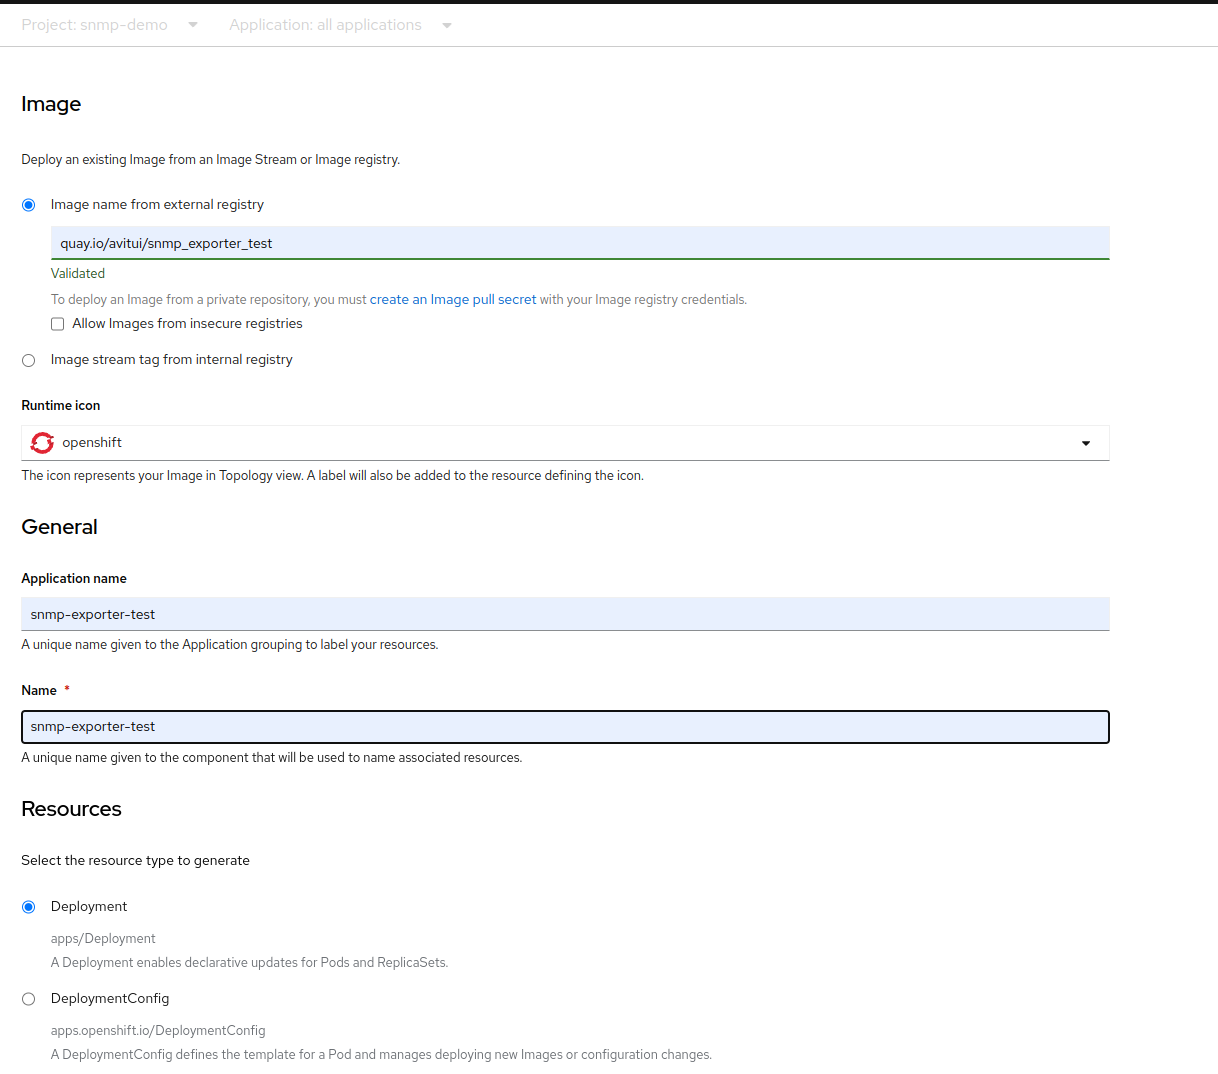 Project: snmp-demo Application: all applications
Image
Deploy an existing Image from an Image Stream or Image registry.
Image name from external registry
quay.io/avitui/snmp_exporter_test
Validated
To deploy an Image from a private repository, you must create an Image pull secret with your Image registry credentials.
Allow Images from insecure registries
Image stream tag from internal registry
Runtime icon
openshift
The icon represents your Image in Topology view. A label will also be added to the resource defining the icon.
General
Application name
snmp-exporter-test
A unique name given to the Application grouping to label your resources.
Name *
snmp-exporter-test
A unique name given to the component that will be used to name associated resources.
Resources
Select the resource type to generate
Deployment
apps/Deployment
A Deployment enables declarative updates for Pods and ReplicaSets.
DeploymentConfig
apps.openshift.io/DeploymentConfig
A DeploymentConfig defines the template for a Pod and manages deploying new Images or configuration changes.